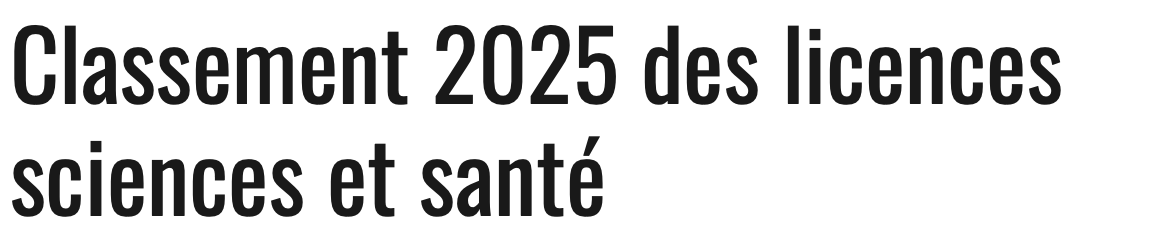 Classement 2025 des licences
sciences et santé